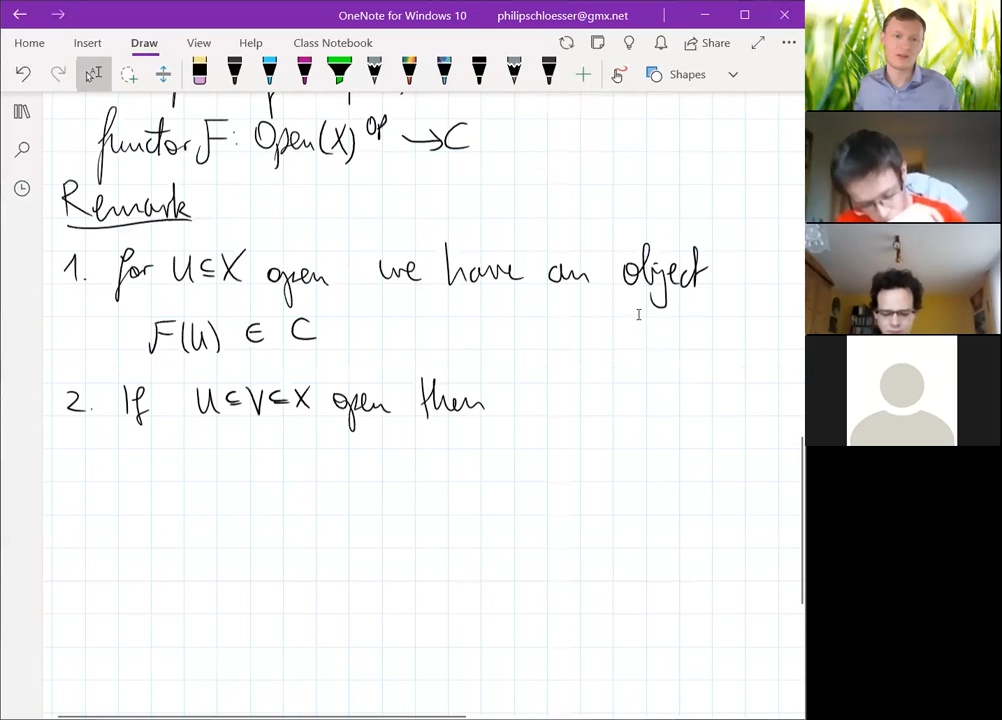 OneNote for Windows 10
philipschloesser@gmx.net
Home Insert Draw View Help Class Notebook
Share
Shapes
functor F: Open(X)^op → C
Remark
1. for U ⊆ X open we have an object
F(U) ∈ C
2. If U ⊆ V ⊆ X open then